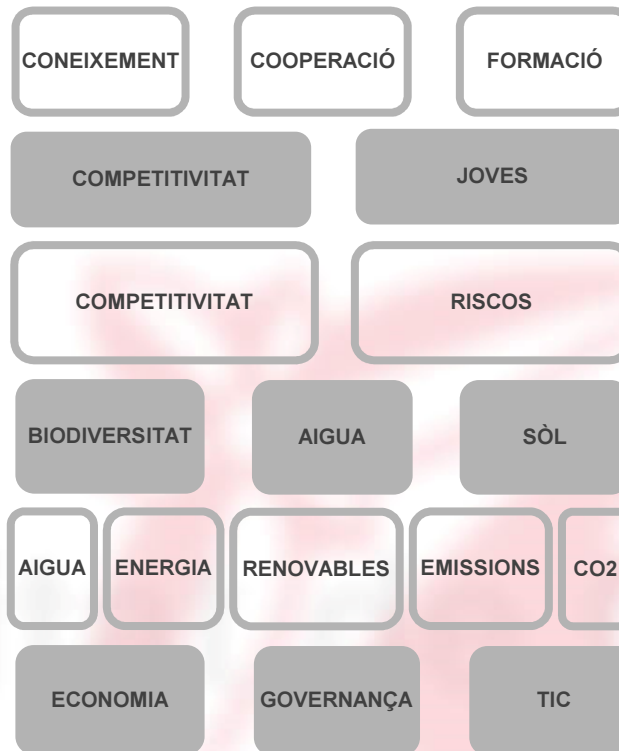 CONEIXEMENT COOPERACIÓ FORMACIÓ
COMPETITIVITAT JOVES
COMPETITIVITAT RISCOS
BIODIVERSITAT AIGUA SÒL
AIGUA ENERGIA RENOVABLES EMISSIONS CO2
ECONOMIA GOVERNANÇA TIC